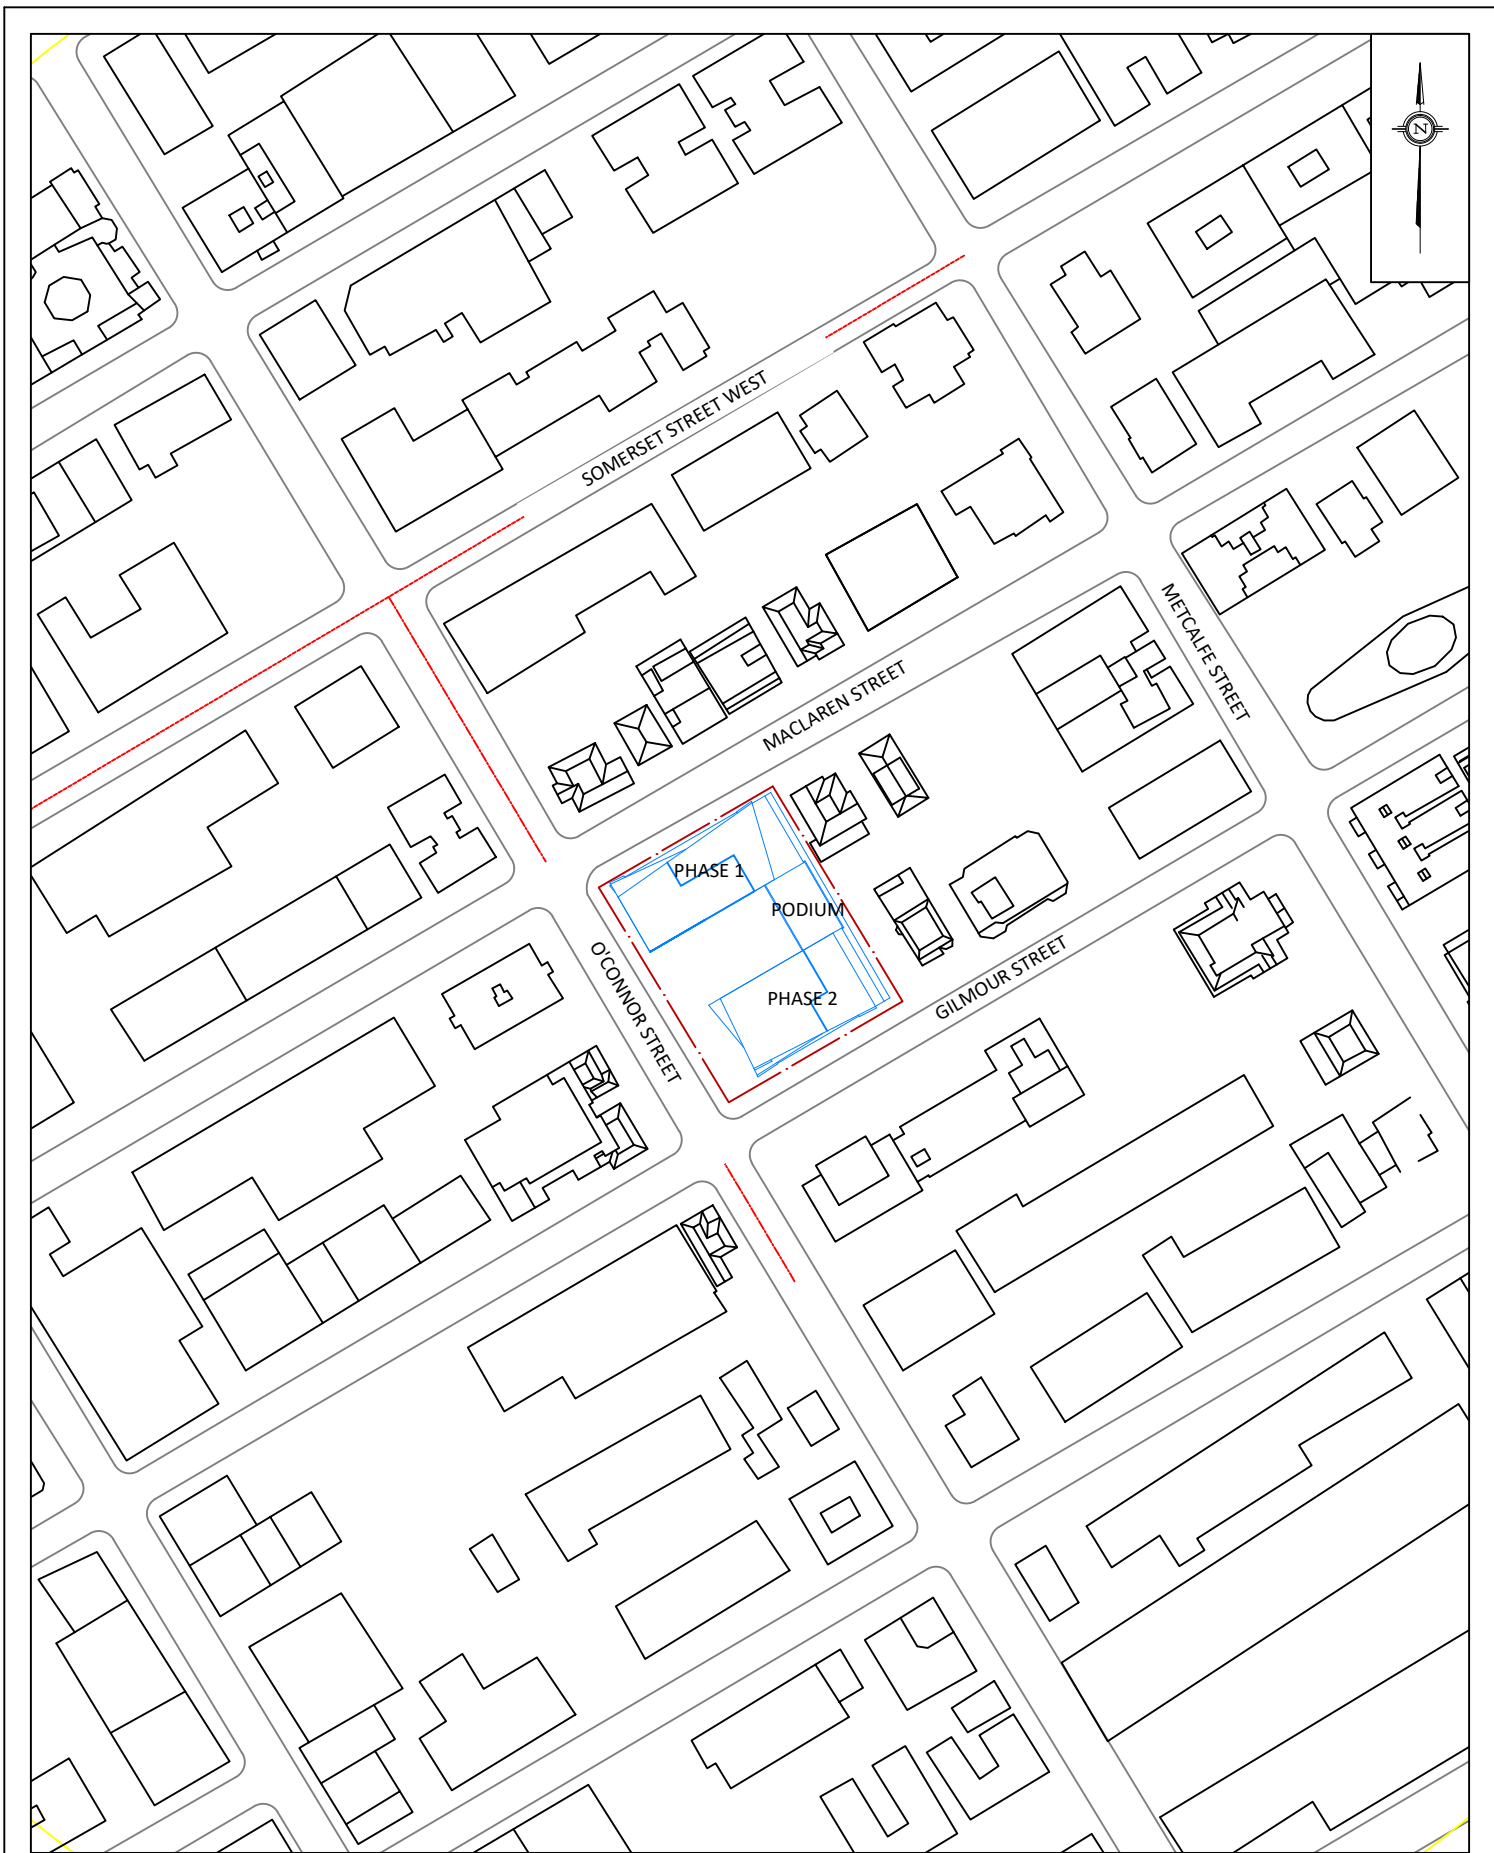 N
SOMERSET STREET WEST
METCALFE STREET
MACLAREN STREET
PHASE 1
PODIUM
O'CONNOR STREET
PHASE 2
GILMOUR STREET